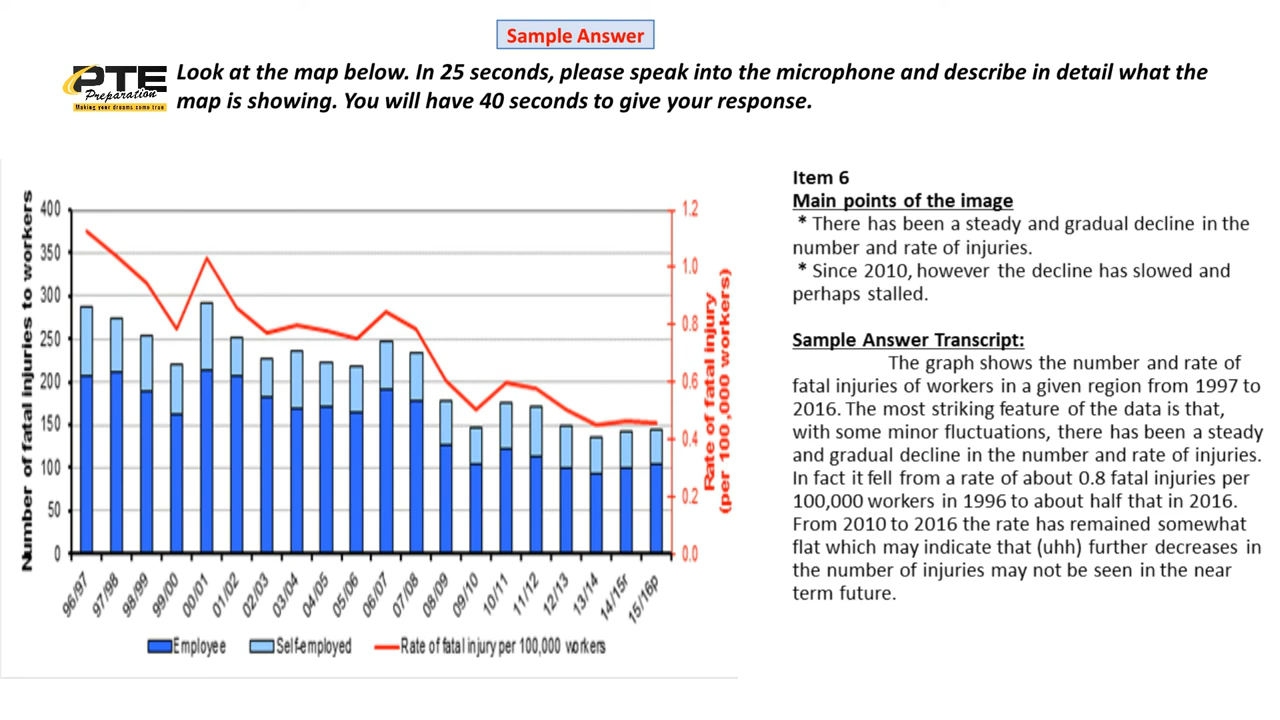 Sample Answer
PTE
Preparation
Making your dreams come true
Look at the map below. In 25 seconds, please speak into the microphone and describe in detail what the
map is showing. You will have 40 seconds to give your response.
Item 6
Main points of the image
* There has been a steady and gradual decline in the
number and rate of injuries.
* Since 2010, however the decline has slowed and
perhaps stalled.
Sample Answer Transcript:
The graph shows the number and rate of
fatal injuries of workers in a given region from 1997 to
2016. The most striking feature of the data is that,
with some minor fluctuations, there has been a steady
and gradual decline in the number and rate of injuries.
In fact it fell from a rate of about 0.8 fatal injuries per
100,000 workers in 1996 to about half that in 2016.
From 2010 to 2016 the rate has remained somewhat
flat which may indicate that (uhh) further decreases in
the number of injuries may not be seen in the near
term future.
Number of fatal injuries to workers
400
350
300
250
200
150
100
50
0
1.2
1.0
0.8
0.6
0.4
0.2
0.0
Rate of fatal injury
(per 100,000 workers)
96/97
97/98
98/99
99/00
00/01
01/02
02/03
03/04
04/05
05/06
06/07
07/08
08/09
09/10
10/11
11/12
12/13
13/14
14/15r
15/16p
Employee
Self-employed
Rate of fatal injury per 100,000 workers